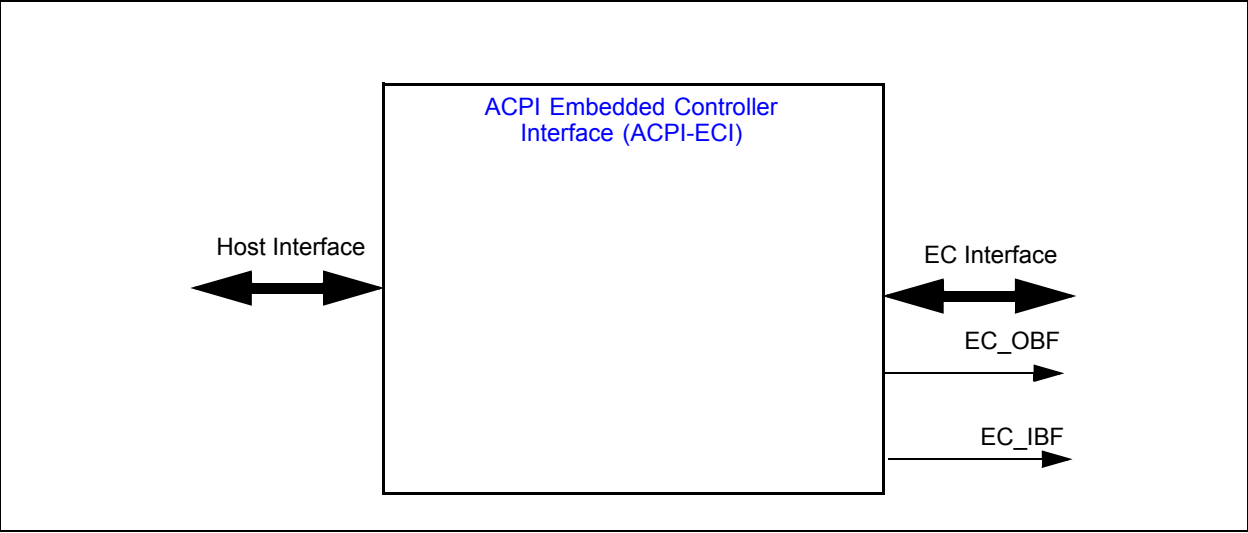 ACPI Embedded Controller
Interface (ACPI-ECI)
Host Interface
EC Interface
EC_OBF
EC_IBF